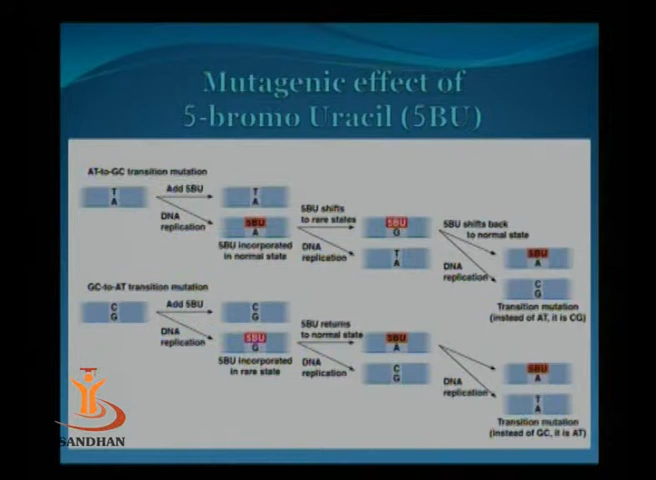 Mutagenic effect of
5-bromo Uracil (5BU)
AT-to-GC transition mutation
T
A
Add 5BU
DNA
replication
T
A
5BU
A
5BU incorporated
in normal state
5BU shifts
to rare states
DNA
replication
5BU
G
T
A
5BU shifts back
to normal state
DNA
replication
5BU
A
C
G
Transition mutation
(instead of AT, it is CG)
GC-to-AT transition mutation
C
G
Add 5BU
DNA
replication
C
G
5BU
G
5BU incorporated
in rare state
5BU returns
to normal state
DNA
replication
5BU
A
C
G
DNA
replication
5BU
A
T
A
Transition mutation
(instead of GC, it is AT)
SANDHAN